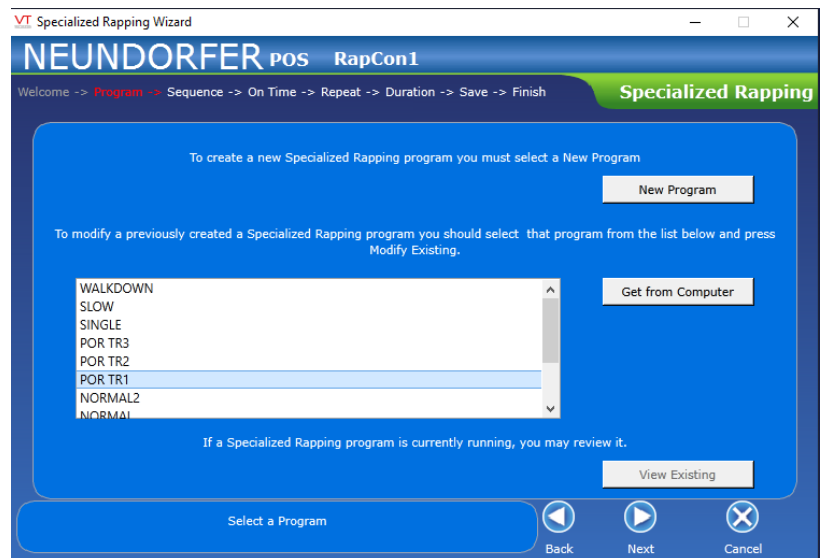 VT Specialized Rapping Wizard
NEUNDORFER POS RapCon1
Welcome -> Program -> Sequence -> On Time -> Repeat -> Duration -> Save -> Finish
Specialized Rapping
To create a new Specialized Rapping program you must select a New Program
New Program
To modify a previously created a Specialized Rapping program you should select that program from the list below and press
Modify Existing.
WALKDOWN
SLOW
SINGLE
POR TR3
POR TR2
POR TR1
NORMAL2
NORMAL
Get from Computer
If a Specialized Rapping program is currently running, you may review it.
View Existing
Select a Program
Back
Next
Cancel